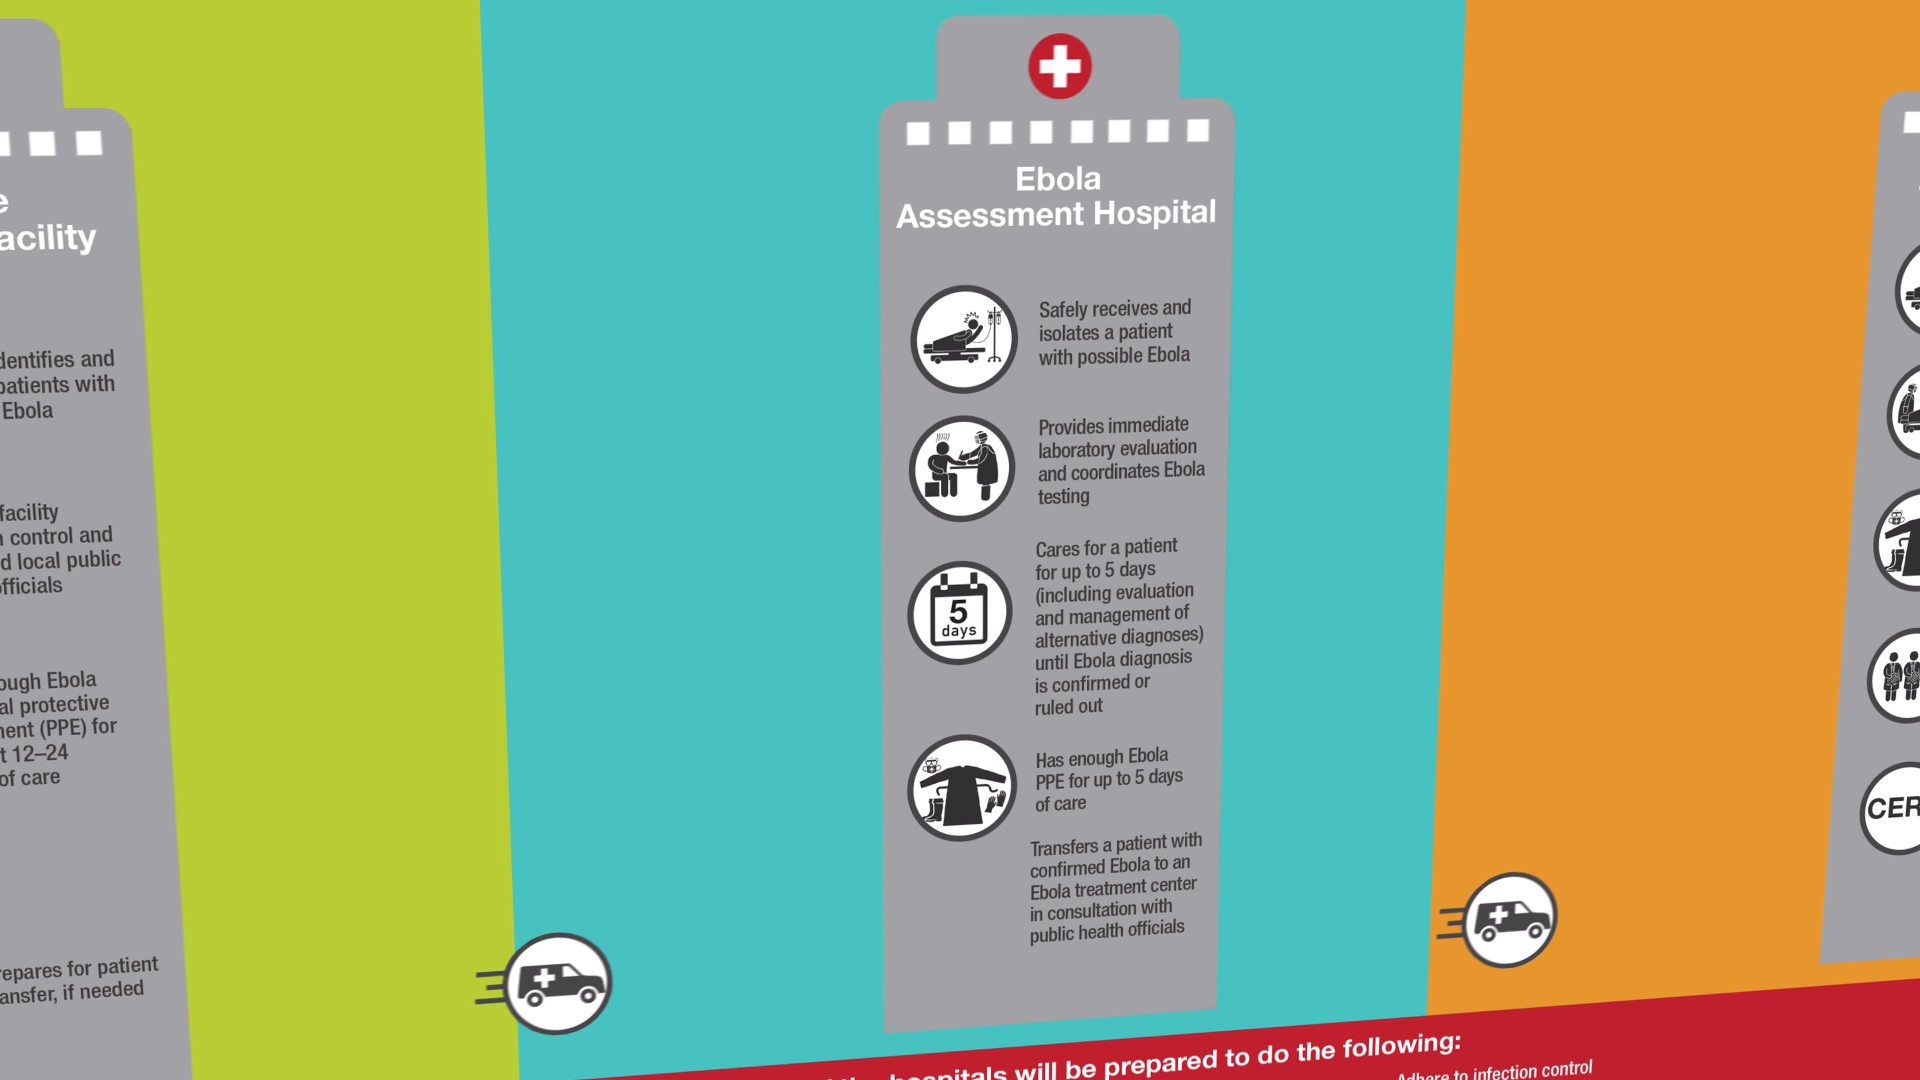 acility
dentifies and
patients with
Ebola
facility
control and
local public
officials
ough Ebola
protective
(PPE) for
12–24
of care
repares for patient
ansfer, if needed
Ebola
Assessment Hospital
Safely receives and
isolates a patient
with possible Ebola
Provides immediate
laboratory evaluation
and coordinates Ebola
testing
5
days
Cares for a patient
for up to 5 days
(including evaluation
and management of
alternative diagnoses)
until Ebola diagnosis
is confirmed or
ruled out
Has enough Ebola
PPE for up to 5 days
of care
Transfers a patient with
confirmed Ebola to an
Ebola treatment center
in consultation with
public health officials
CER
hospitals will be prepared to do the following:
Adhere to infection control